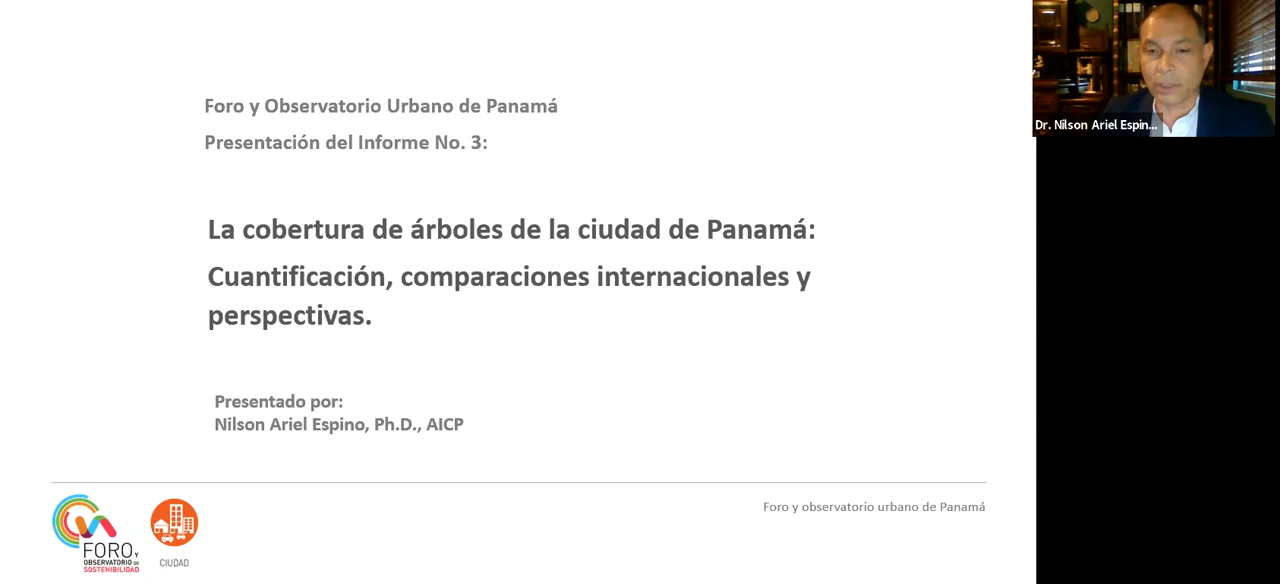 Foro y Observatorio Urbano de Panamá
Presentación del Informe No. 3:
La cobertura de árboles de la ciudad de Panamá:
Cuantificación, comparaciones internacionales y
perspectivas.
Presentado por:
Nilson Ariel Espino, Ph.D., AICP
Foro y observatorio urbano de Panamá
FORO Y
OBSERVATORIO DE
SOSTENIBILIDAD
CIUDAD
Dr. Nilson Ariel Espin...